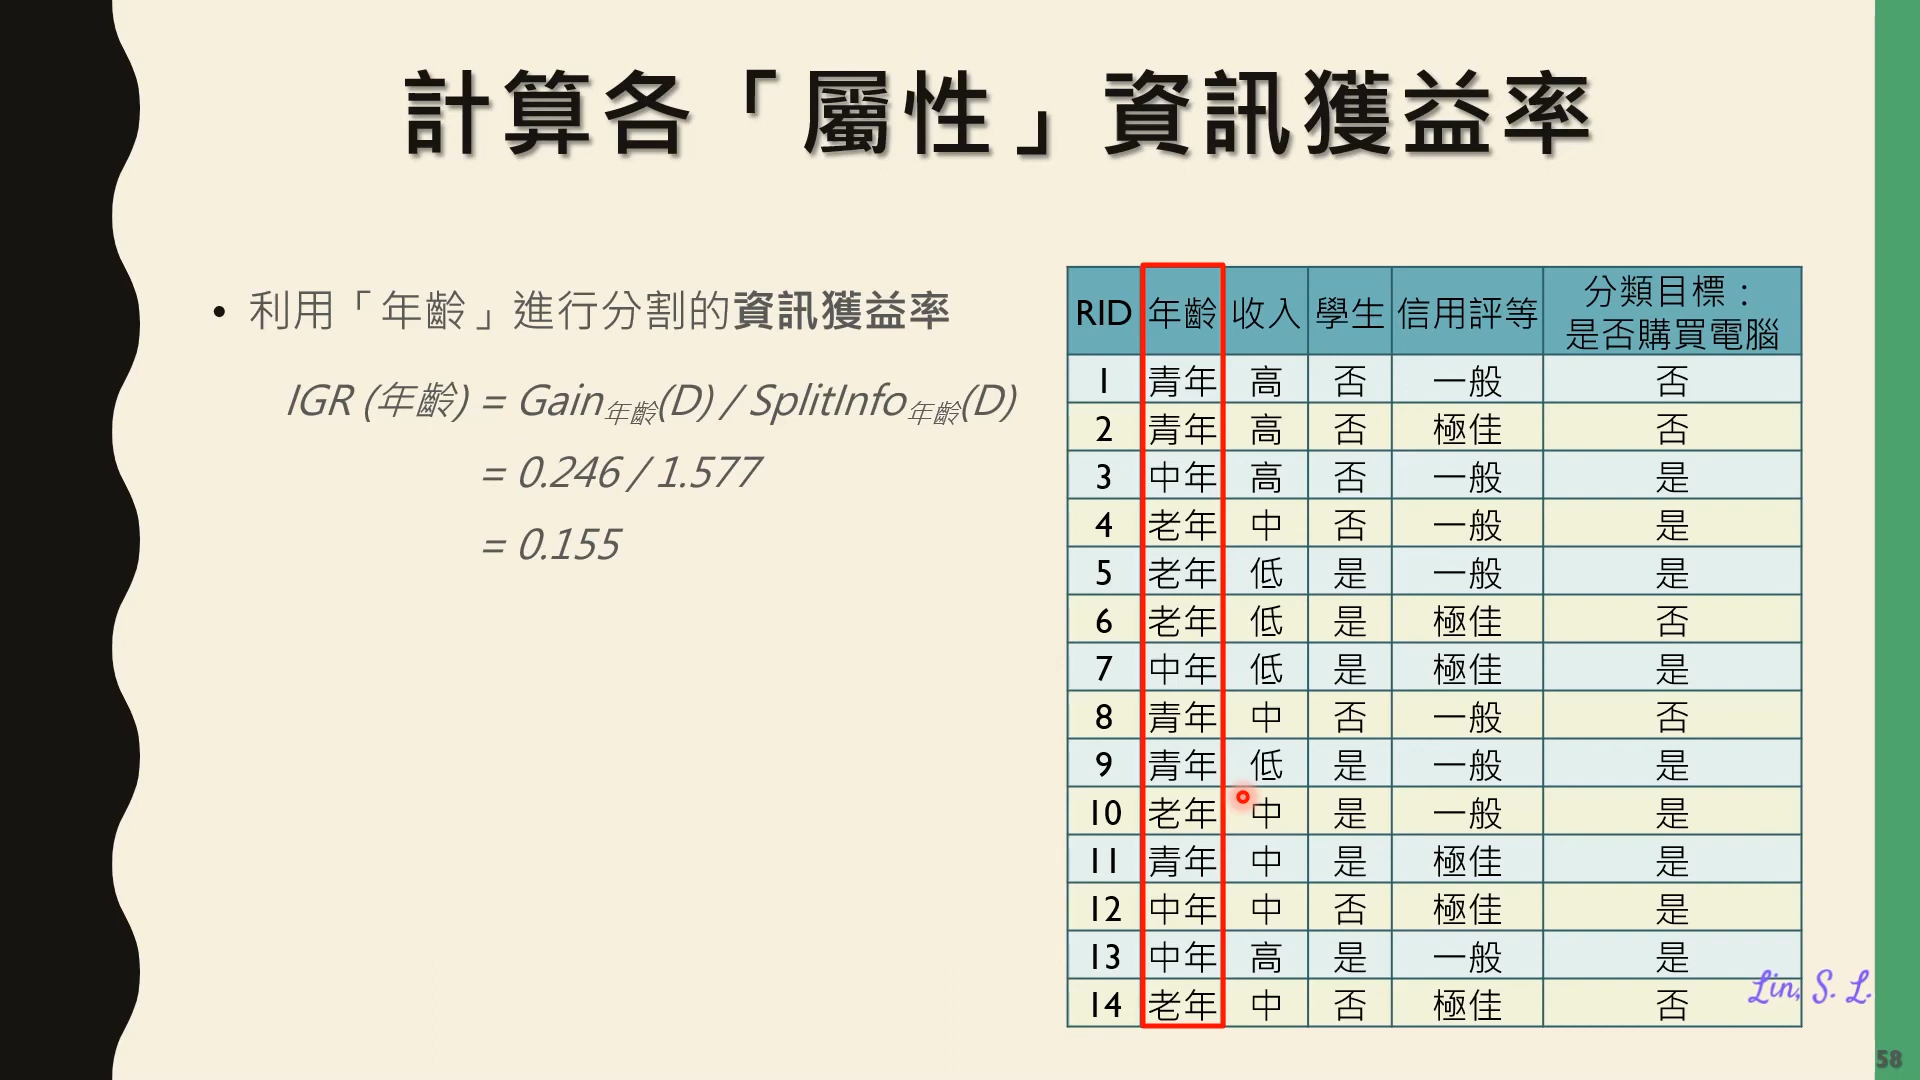 計算各「屬性」資訊獲益率
• 利用「年齡」進行分割的資訊獲益率
IGR (年齡) = Gain年齡(D) / SplitInfo年齡(D)
= 0.246 / 1.577
= 0.155
RID 年齡 收入 學生 信用評等 分類目標：
是否購買電腦
1 青年 高 否 一般 否
2 青年 高 否 極佳 否
3 中年 高 否 一般 是
4 老年 中 否 一般 是
5 老年 低 是 一般 是
6 老年 低 是 極佳 否
7 中年 低 是 極佳 是
8 青年 中 否 一般 否
9 青年 低 是 一般 是
10 老年 中 是 一般 是
11 青年 中 是 極佳 是
12 中年 中 否 極佳 是
13 中年 高 是 一般 是
14 老年 中 否 極佳 否
Lin, S. L.
58